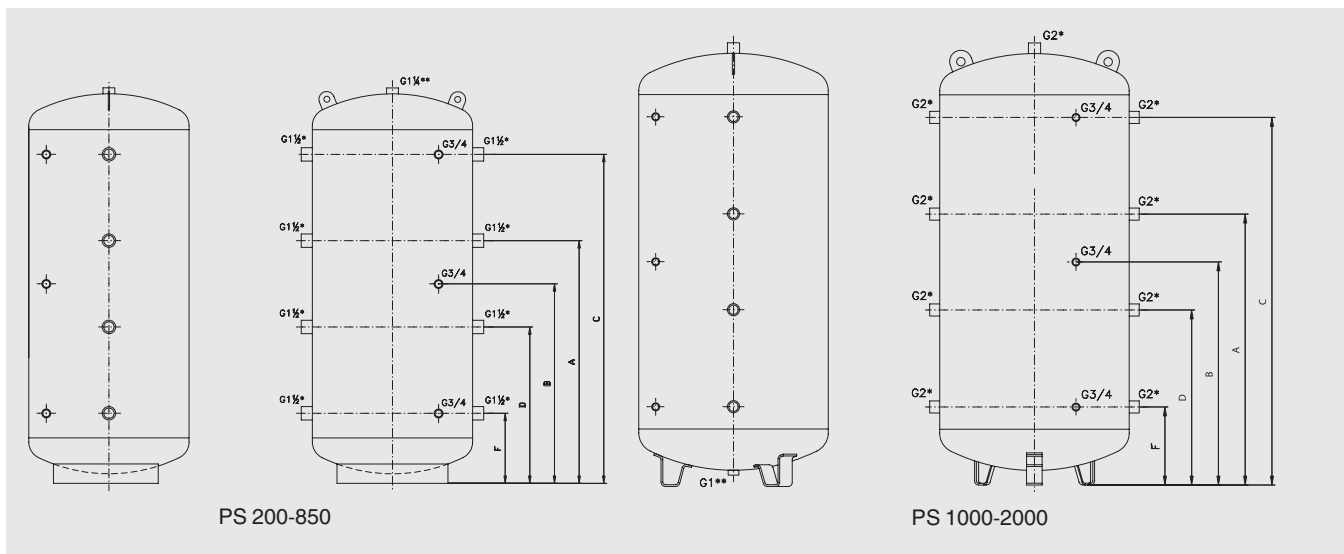 G2*
G1¼**
G2* G3/4 G2*
G1½* G3/4 G1½*
G2* G2*
G1½* G1½*
G3/4
G3/4
G2* G2*
G1½* G1½*
C
A
B
D
C
A
B
D
G1½* G3/4 G1½*
G2* G3/4 G2*
F
F
G1**
PS 200-850
PS 1000-2000